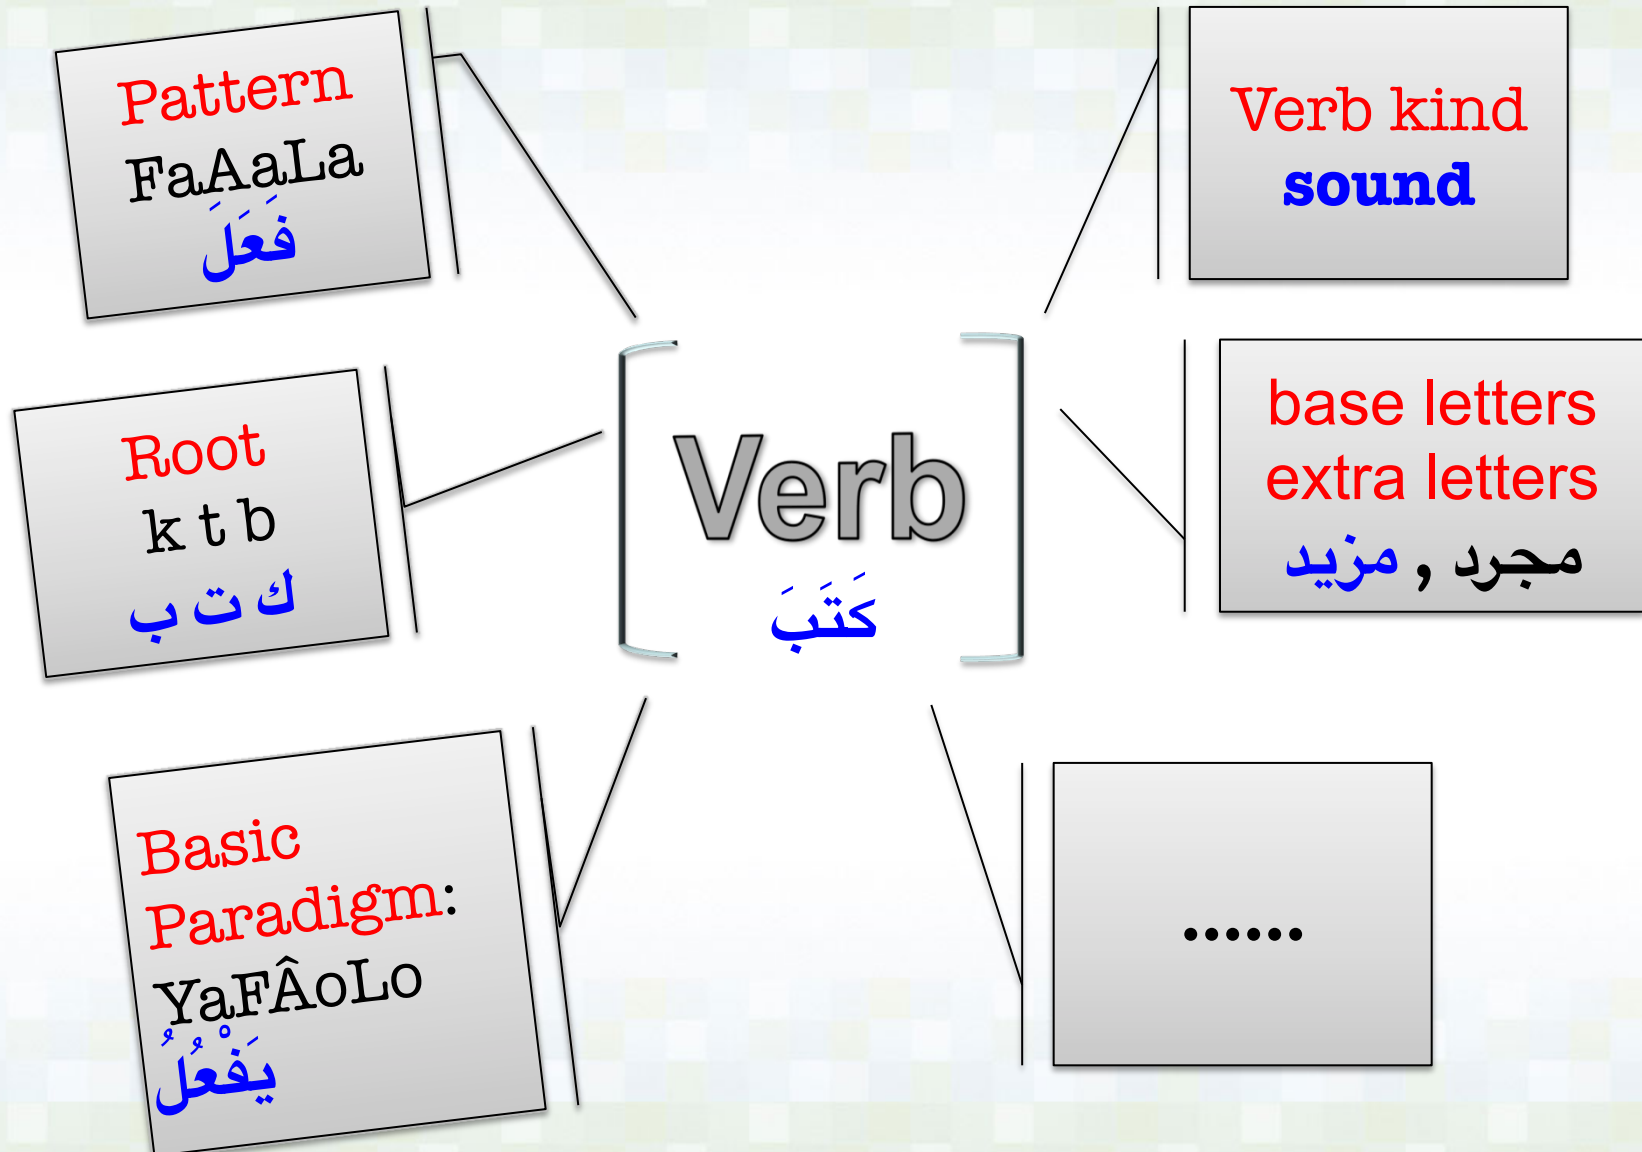 Pattern
FaAaLa
فَعَلَ
Root
k t b
ك ت ب
Basic
Paradigm:
YaFÂoLo
يَفْعُلُ
Verb
كَتَبَ
Verb kind
sound
base letters
extra letters
مجرد , مزيد
......